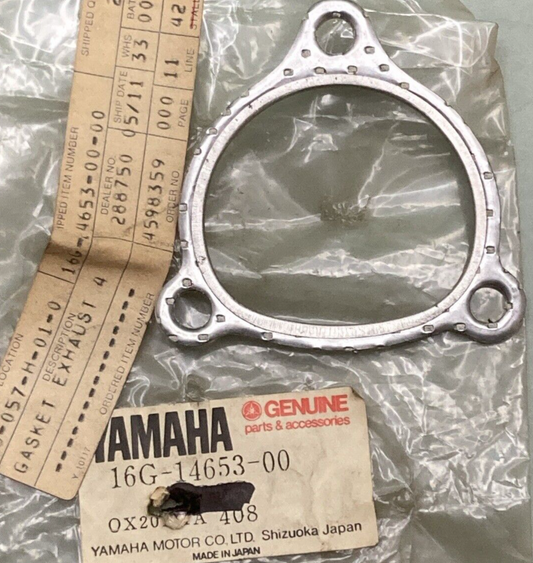 SHIPPED Q
BAT
00
42
WHS
33
LINE
11
SHIP DATE
05/11
PAGE
000
DEALER NO.
288750
ORDER NO
4598359
IPPED ITEM NUMBER
16G-14653-00-00
ORDERED ITEM NUMBER
LOCATION
057-H-01-0
DESCRIPTION
GASKET EXHAUST 4
YAMAHA
GENUINE
parts & accessories
16G-14653-00
OX20 A 408
YAMAHA MOTOR CO., LTD. Shizuoka Japan
MADE IN JAPAN